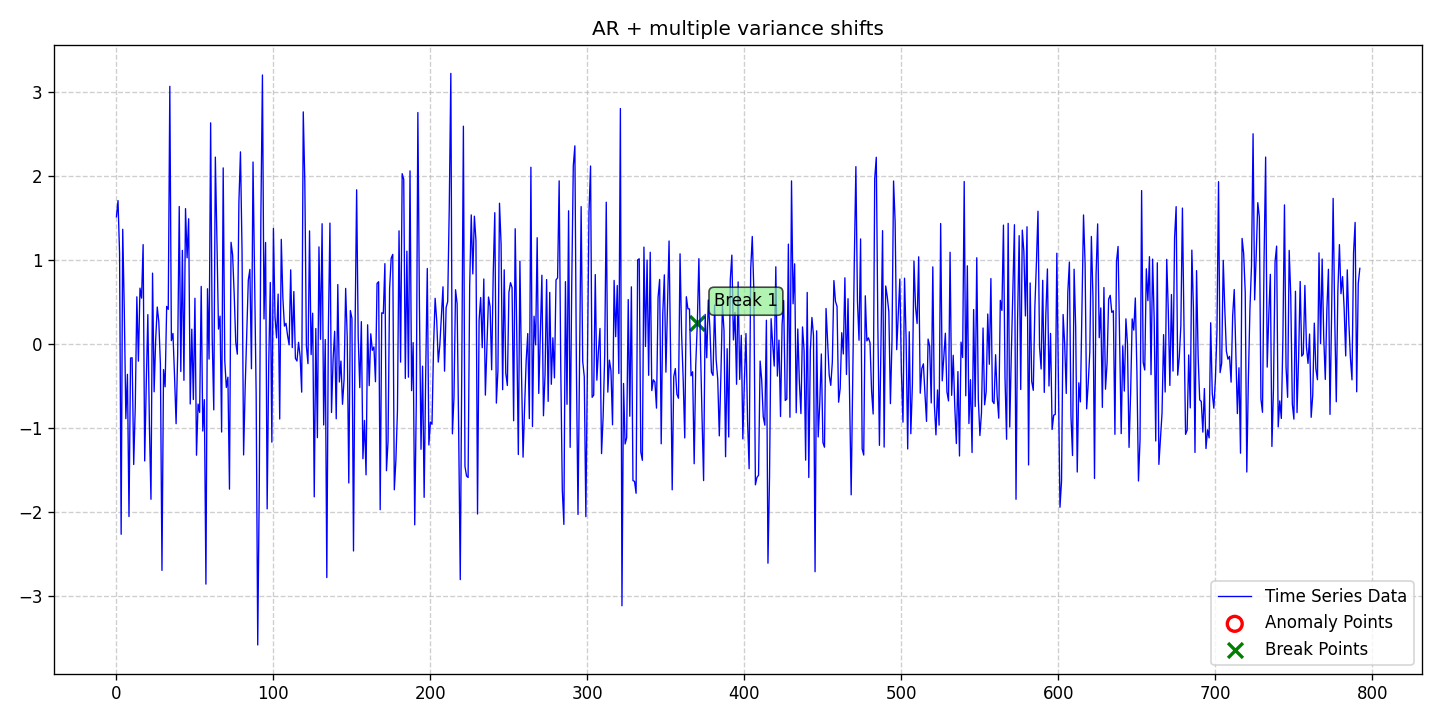 AR + multiple variance shifts
3
2
1
0
−1
−2
−3
Break 1
Time Series Data
Anomaly Points
Break Points
0 100 200 300 400 500 600 700 800